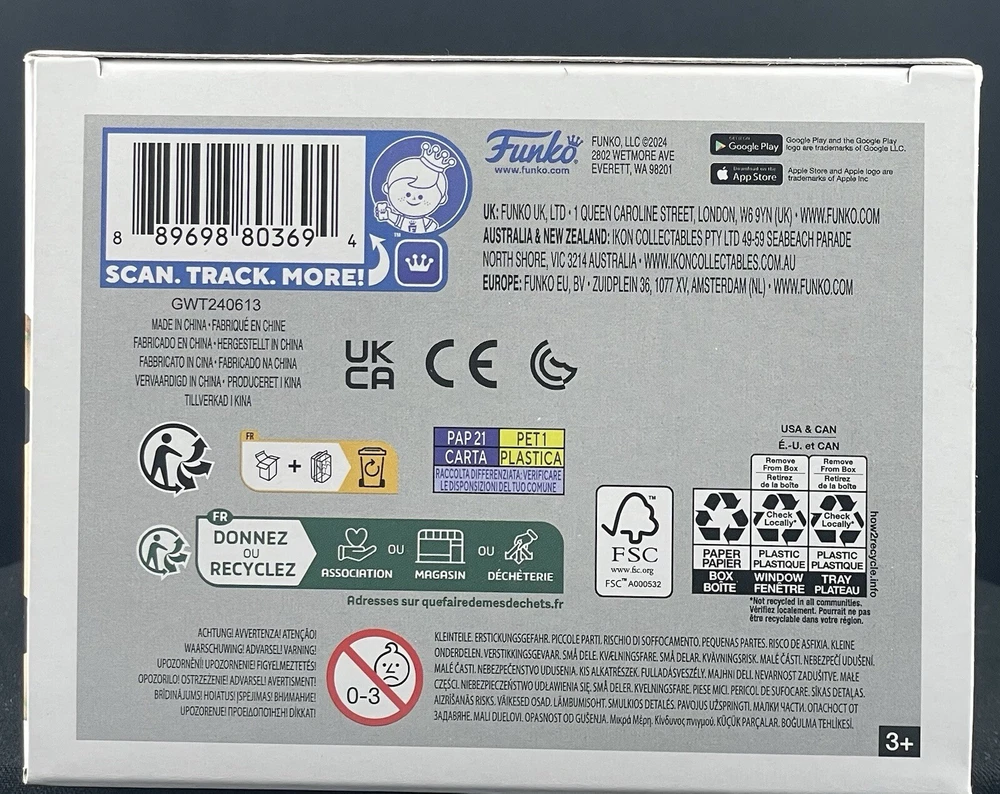 8 89698 80369 4
SCAN. TRACK. MORE!
™
GWT240613
MADE IN CHINA • FABRIQUÉ EN CHINE
FABRICADO EN CHINA • HERGESTELLT IN CHINA
FABBRICATO IN CINA • FABRICADO NA CHINA
VERVAARDIGD IN CHINA • PRODUCERET I KINA
TILLVERKAD I KINA
Funko
www.funko.com
FUNKO, LLC ©2024
2802 WETMORE AVE
EVERETT, WA 98201
GET IT ON
Google Play
Google Play and the Google Play
logo are trademarks of Google LLC.
Download on the
App Store
Apple Store and Apple logo are
trademarks of Apple Inc
UK: FUNKO UK, LTD • 1 QUEEN CAROLINE STREET, LONDON, W6 9YN (UK) • WWW.FUNKO.COM
AUSTRALIA & NEW ZEALAND: IKON COLLECTABLES PTY LTD 49-59 SEABEACH PARADE
NORTH SHORE, VIC 3214 AUSTRALIA • WWW.IKONCOLLECTABLES.COM.AU
EUROPE: FUNKO EU, BV • ZUIDPLEIN 36, 1077 XV, AMSTERDAM (NL) • WWW.FUNKO.COM
UK
CA
CE
FR
+
PAP 21 PET 1
CARTA PLASTICA
RACCOLTA DIFFERENZIATA: VERIFICARE
LE DISPOSIZIONI DEL TUO COMUNE
FR
DONNEZ
OU
RECYCLEZ
ASSOCIATION
OU
MAGASIN
OU
DÉCHÈTERIE
Adresses sur quefairedemesdechets.fr
FSC
www.fsc.org
FSC™ A000532
USA & CAN
É.-U. et CAN
Remove
From Box
Retirez
de la boîte
Remove
From Box
Retirez
de la boîte
Check
Locally*
Check
Locally*
PAPER
PAPIER
BOX
BOÎTE
PLASTIC
PLASTIQUE
WINDOW
FENÊTRE
PLASTIC
PLASTIQUE
TRAY
PLATEAU
how2recycle.info
*Not recycled in all communities.
Vérifiez localement. Pourrait ne pas
être recyclable dans votre région.
ACHTUNG! AVVERTENZA! ATENÇÃO!
WAARSCHUWING! ADVARSEL! VARNING!
UPOZORNĚNÍ! UPOZORNENIE! FIGYELMEZTETÉS!
OPOZORILO! OSTRZEŻENIE! ADVARSEL! AVERTISMENT!
BRĪDINĀJUMS! HOIATUS! ĮSPĖJIMAS! ВНИМАНИЕ!
UPOZORENJE! ΠΡΟΕΙΔΟΠΟΙΗΣΗ! DİKKAT!
0-3
KLEINTEILE. ERSTICKUNGSGEFAHR. PICCOLE PARTI. RISCHIO DI SOFFOCAMENTO. PEQUENAS PARTES. RISCO DE ASFIXIA. KLEINE
ONDERDELEN. VERSTIKKINGSGEVAAR. SMÅ DELE. KVÆLNINGSFARE. SMÅ DELAR. KVÄVNINGSRISK. MALÉ ČÁSTI. NEBEZPEČÍ UDUŠENÍ.
MALÉ ČASTI. NEBEZPEČENSTVO UDUSENIA. KIS ALKATRÉSZEK. FULLADÁSVESZÉLY. MAJHNI DELI. NEVARNOST ZADUŠITVE. MAŁE
CZĘŚCI. NIEBEZPIECZEŃSTWO UDŁAWIENIA SIĘ. SMÅ DELER. KVELNINGSFARE. PIESE MICI. PERICOL DE SUFOCARE. SĪKAS DETAĻAS.
AIZRĪŠANĀS RISKS. VÄIKESED OSAD. LÄMBUMISOHT. SMULKIOS DETALĖS. PAVOJUS UŽSPRINGTI. МАЛКИ ЧАСТИ. ОПАСНОСТ ОТ
ЗАДАВЯНЕ. MALI DIJELOVI. OPASNOST OD GUŠENJA. Μικρά Μέρη. Κίνδυνος πνιγμού. KÜÇÜK PARÇALAR. BOĞULMA TEHLİKESİ.
3+